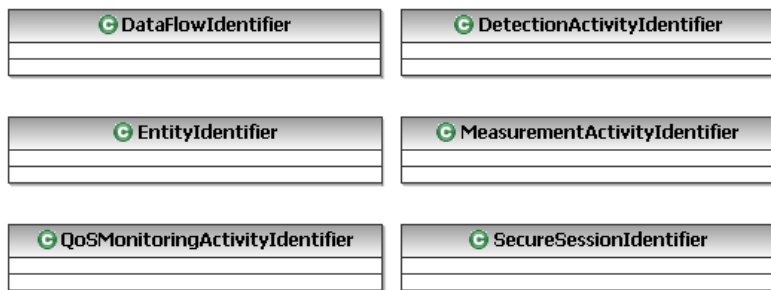 DataFlowIdentifier
DetectionActivityIdentifier
EntityIdentifier
MeasurementActivityIdentifier
QoSMonitoringActivityIdentifier
SecureSessionIdentifier